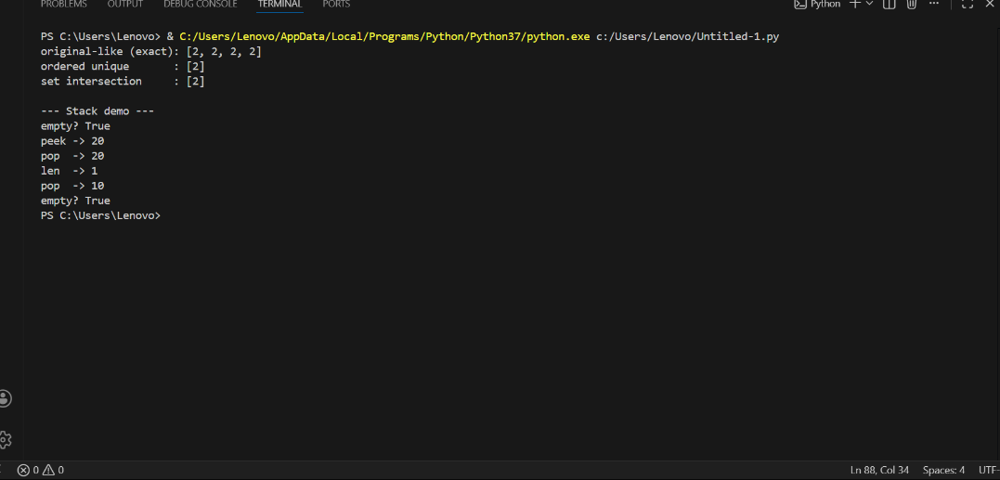 PROBLEMS OUTPUT DEBUG CONSOLE TERMINAL PORTS Python
PS C:\Users\Lenovo> & C:/Users/Lenovo/AppData/Local/Programs/Python/Python37/python.exe c:/Users/Lenovo/Untitled-1.py
original-like (exact): [2, 2, 2, 2]
ordered unique       : [2]
set intersection     : [2]
--- Stack demo ---
empty? True
peek -> 20
pop  -> 20
len  -> 1
pop  -> 10
empty? True
PS C:\Users\Lenovo>
0 0 Ln 88, Col 34 Spaces: 4 UTF-